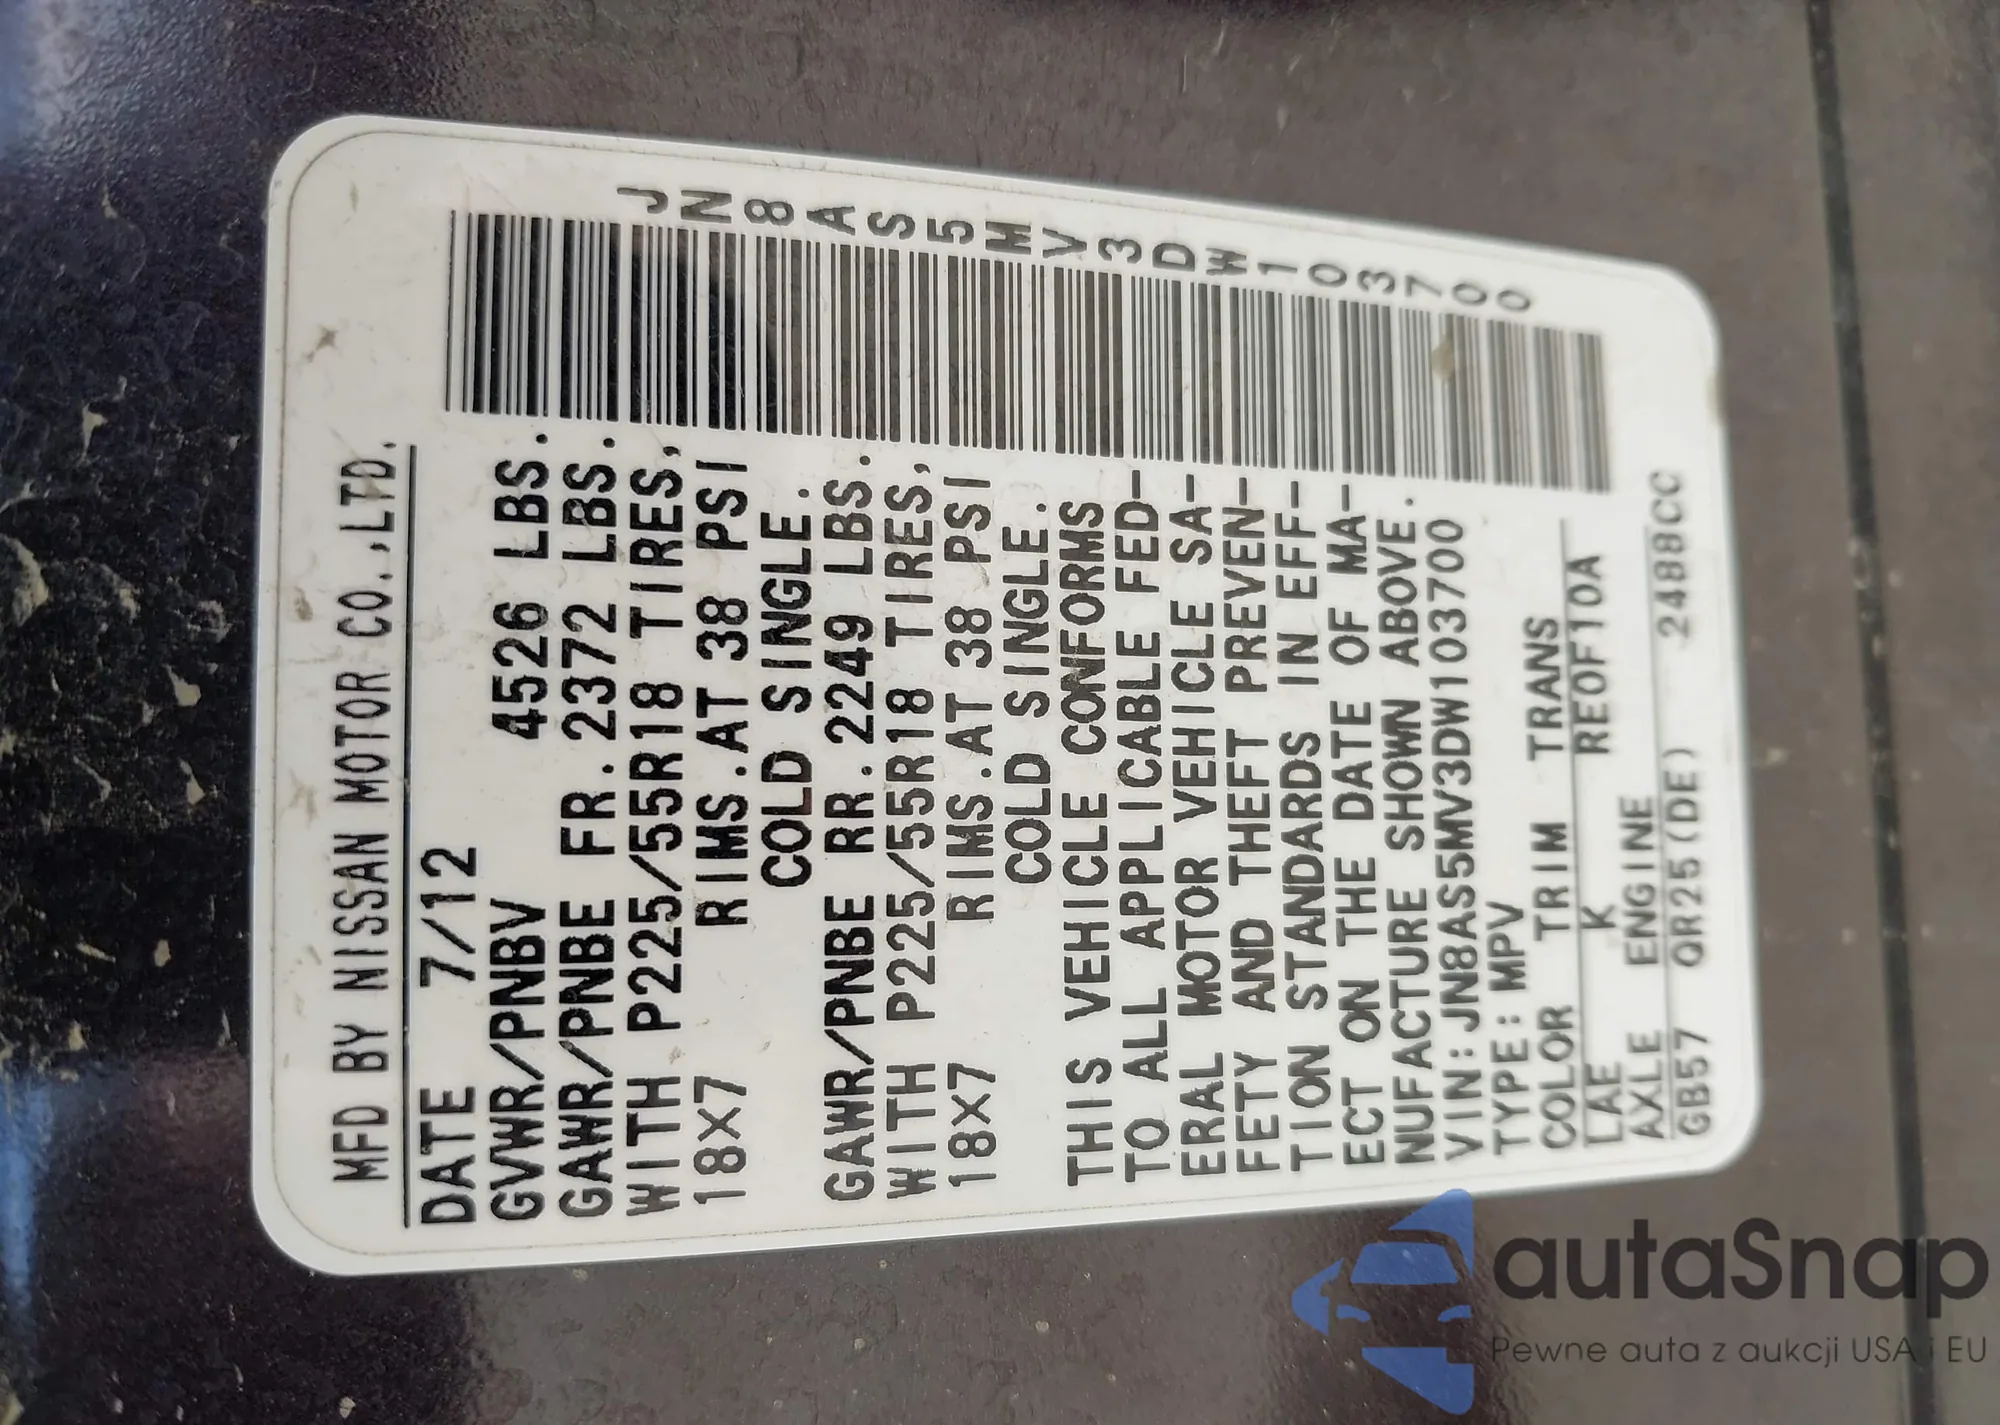 MFD BY NISSAN MOTOR CO.,LTD.
DATE 7/12
GVWR/PNBV 4526 LBS.
GAWR/PNBE FR. 2372 LBS.
WITH P225/55R18 TIRES,
18×7 RIMS.AT 38 PSI
COLD SINGLE.
GAWR/PNBE RR. 2249 LBS.
WITH P225/55R18 TIRES,
18×7 RIMS.AT 38 PSI
COLD SINGLE.
THIS VEHICLE CONFORMS
TO ALL APPLICABLE FED-
ERAL MOTOR VEHICLE SA-
FETY AND THEFT PREVEN-
TION STANDARDS IN EFF-
ECT ON THE DATE OF MA-
NUFACTURE SHOWN ABOVE.
VIN:JN8AS5MV3DW103700
TYPE:MPV
COLOR TRIM TRANS
LAE K RE0F10A
AXLE ENGINE
GB57 QR25(DE) 2488CC
JN8AS5MV3DW103700
autaSnap
Pewne auta z aukcji USA i EU